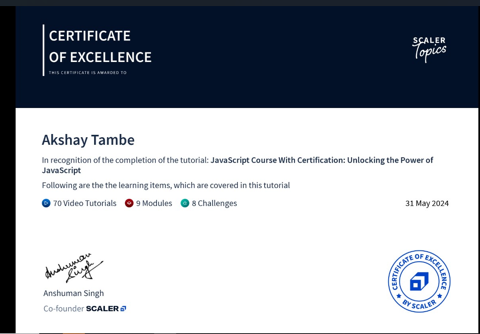 CERTIFICATE
OF EXCELLENCE
THIS CERTIFICATE IS AWARDED TO
SCALER
Topics
Akshay Tambe
In recognition of the completion of the tutorial: JavaScript Course With Certification: Unlocking the Power of
JavaScript
Following are the the learning items, which are covered in this tutorial
70 Video Tutorials 9 Modules 8 Challenges
31 May 2024
Anshuman
Singh
Anshuman Singh
Co-founder SCALER
CERTIFICATE OF EXCELLENCE
BY SCALER